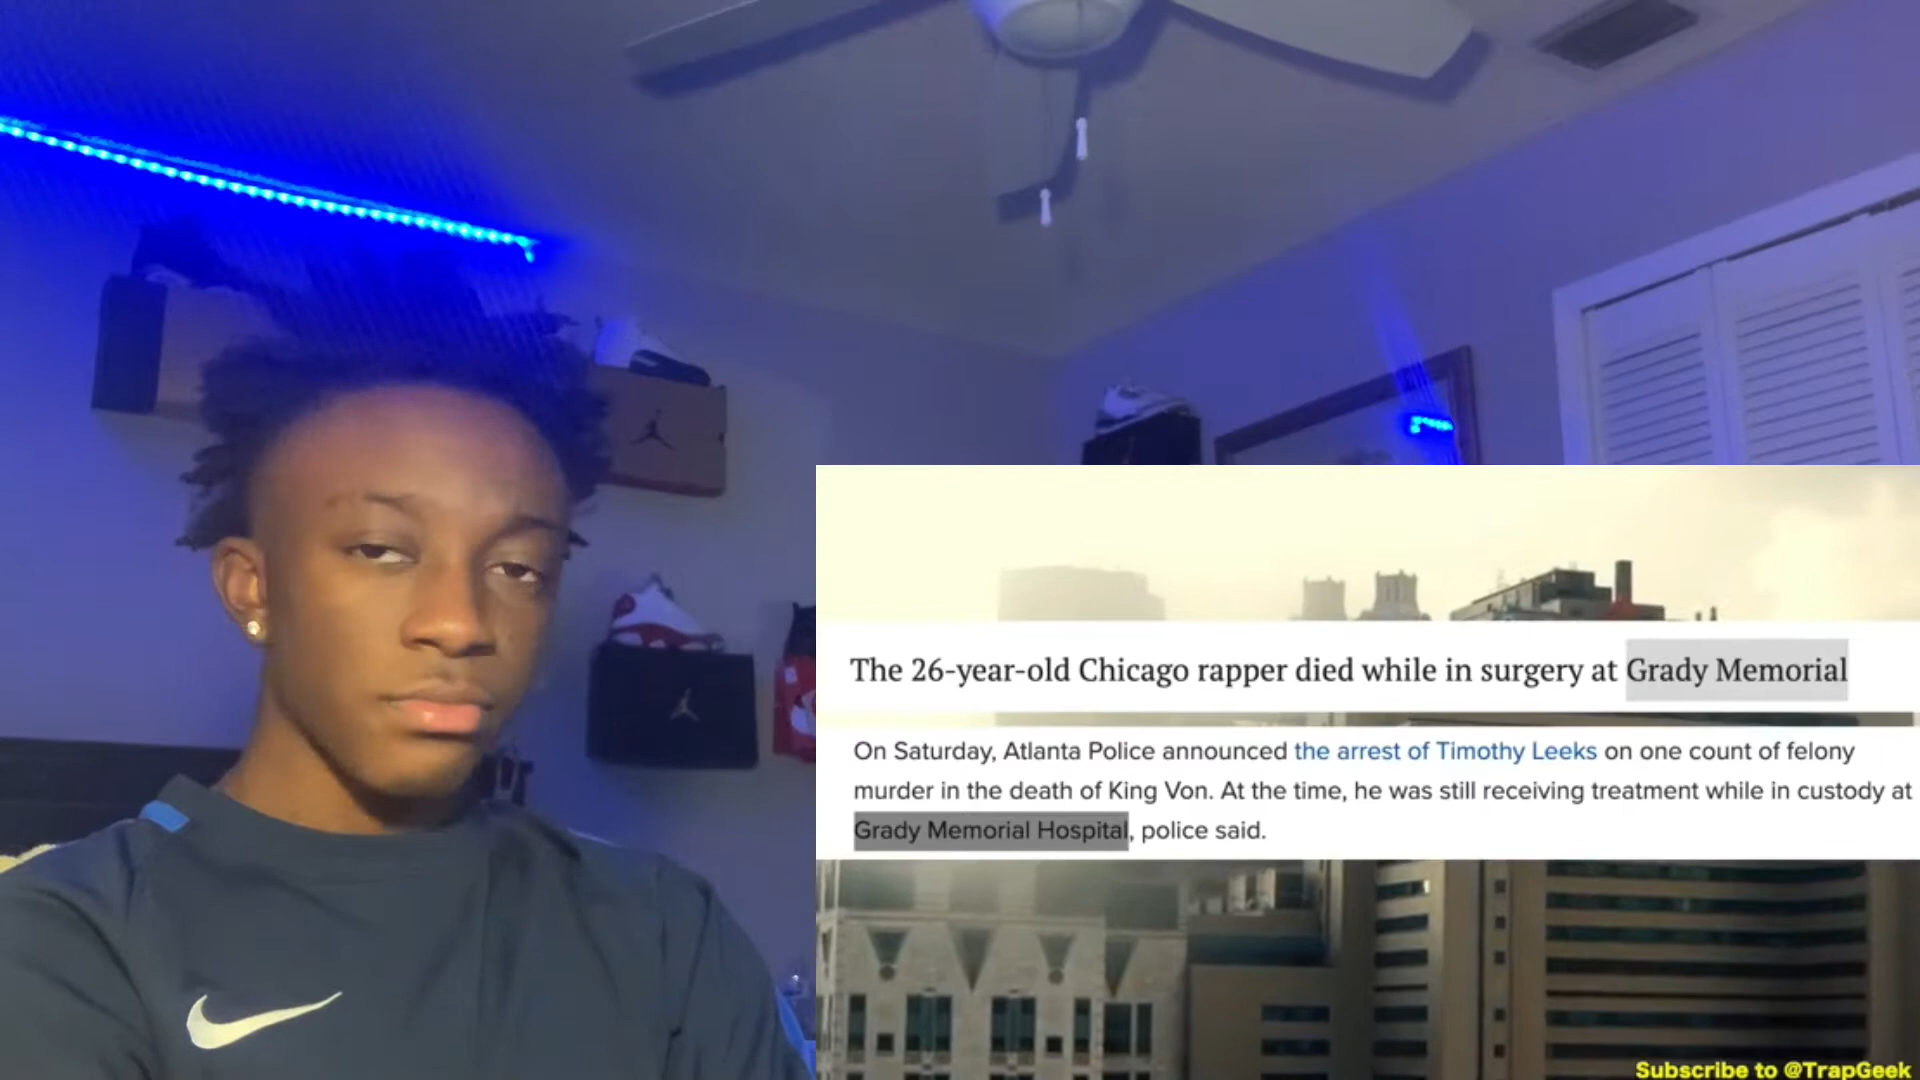 The 26-year-old Chicago rapper died while in surgery at Grady Memorial
On Saturday, Atlanta Police announced the arrest of Timothy Leeks on one count of felony
murder in the death of King Von. At the time, he was still receiving treatment while in custody at
Grady Memorial Hospital, police said.
Subscribe to @TrapGeek